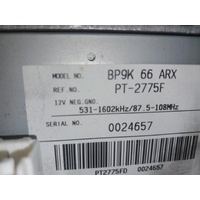 MODEL NO. BP9K 66 ARX
REF.NO. PT-2775F
12V NEG.GND.
531-1602kHz/87.5-108MHz
SERIAL NO. 0024657
PT2775FD 0024657